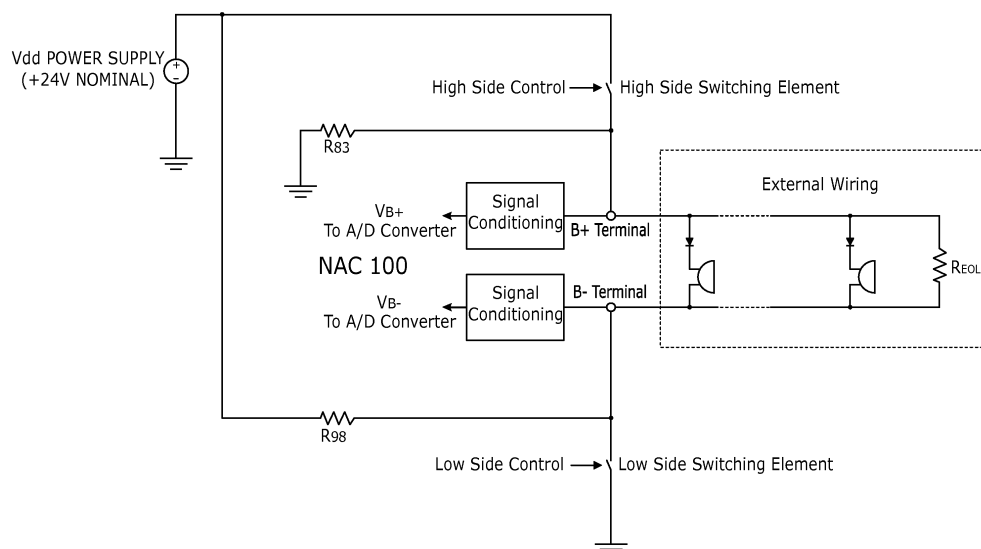 Vdd POWER SUPPLY
(+24V NOMINAL)
+
-
High Side Control
High Side Switching Element
R83
External Wiring
Signal
Conditioning
VB+
To A/D Converter
B+ Terminal
NAC 100
REOL
Signal
Conditioning
B- Terminal
VB-
To A/D Converter
R98
Low Side Control
Low Side Switching Element